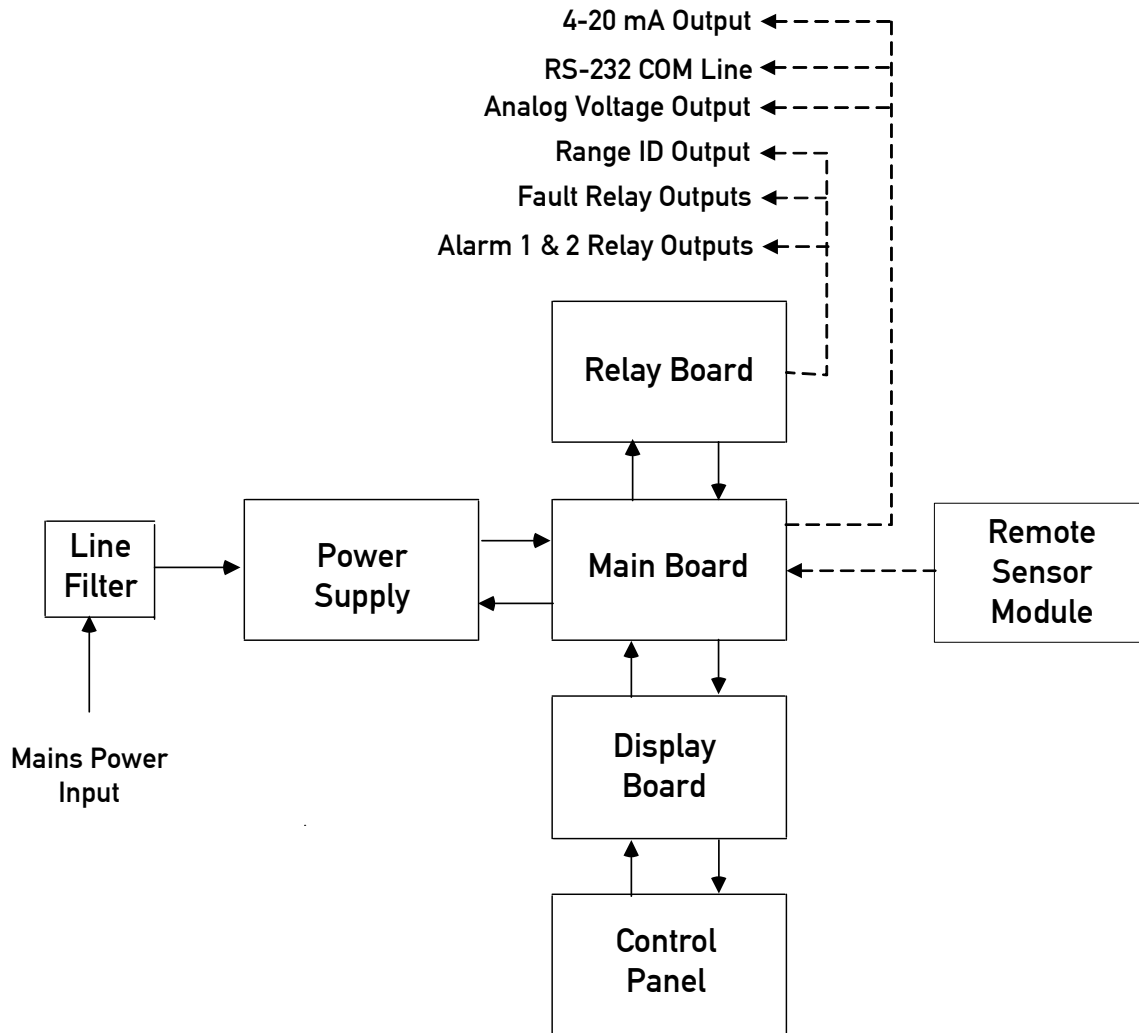 4-20 mA Output
RS-232 COM Line
Analog Voltage Output
Range ID Output
Fault Relay Outputs
Alarm 1 & 2 Relay Outputs
Relay Board
Line
Filter
Power
Supply
Main Board
Remote
Sensor
Module
Mains Power
Input
Display
Board
Control
Panel